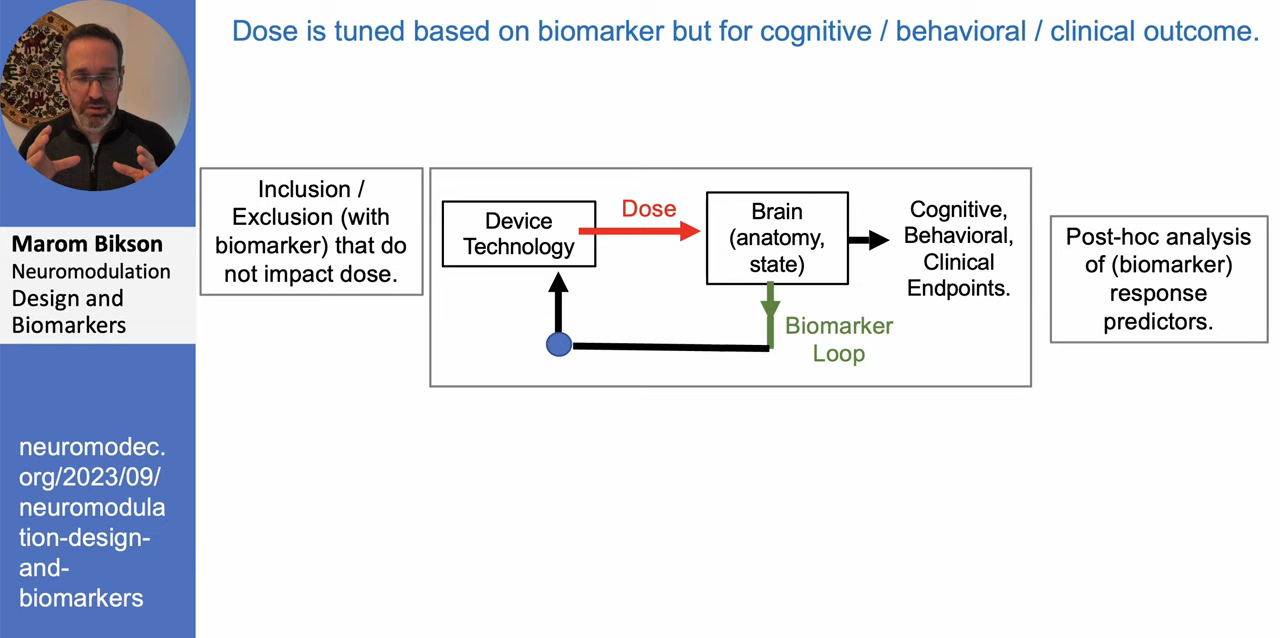 Dose is tuned based on biomarker but for cognitive / behavioral / clinical outcome.
Marom Bikson
Neuromodulation
Design and
Biomarkers
neuromodec.
org/2023/09/
neuromodula
tion-design-
and-
biomarkers
Inclusion /
Exclusion (with
biomarker) that do
not impact dose.
Device
Technology
Dose
Brain
(anatomy,
state)
Biomarker
Loop
Cognitive,
Behavioral,
Clinical
Endpoints.
Post-hoc analysis
of (biomarker)
response
predictors.